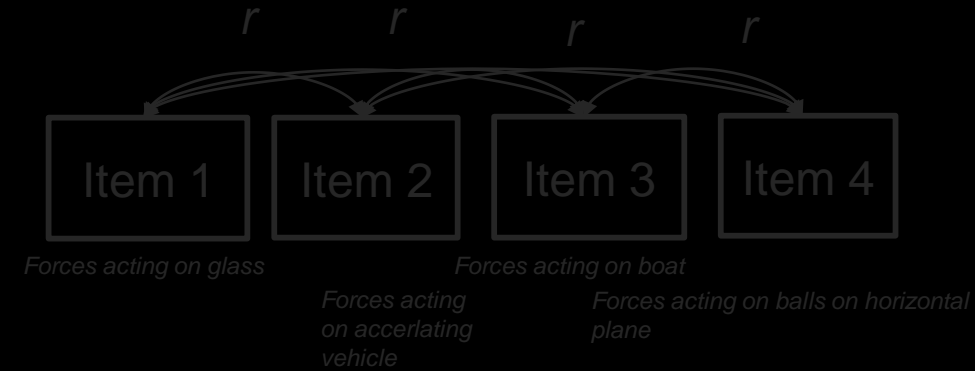 r r r r
Item 1 Item 2 Item 3 Item 4
Forces acting on glass
Forces acting
on accerlating
vehicle
Forces acting on boat
Forces acting on balls on horizontal
plane